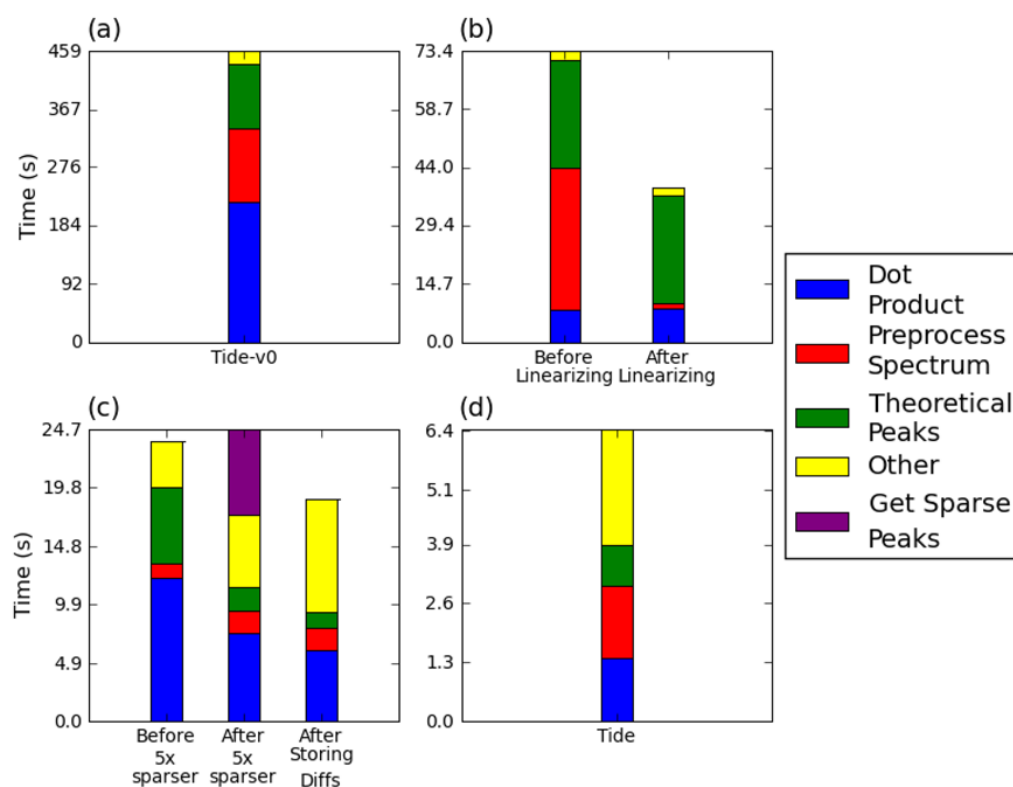 (a)
459
367
276
184
92
0
Time (s)
Tide-v0
(b)
73.4
58.7
44.0
29.4
14.7
0.0
Before
Linearizing
After
Linearizing
(c)
24.7
19.8
14.8
9.9
4.9
0.0
Time (s)
Before
5x
sparser
After
5x
sparser
After
Storing
Diffs
(d)
6.4
5.1
3.9
2.6
1.3
0.0
Tide
Dot
Product
Preprocess
Spectrum
Theoretical
Peaks
Other
Get Sparse
Peaks